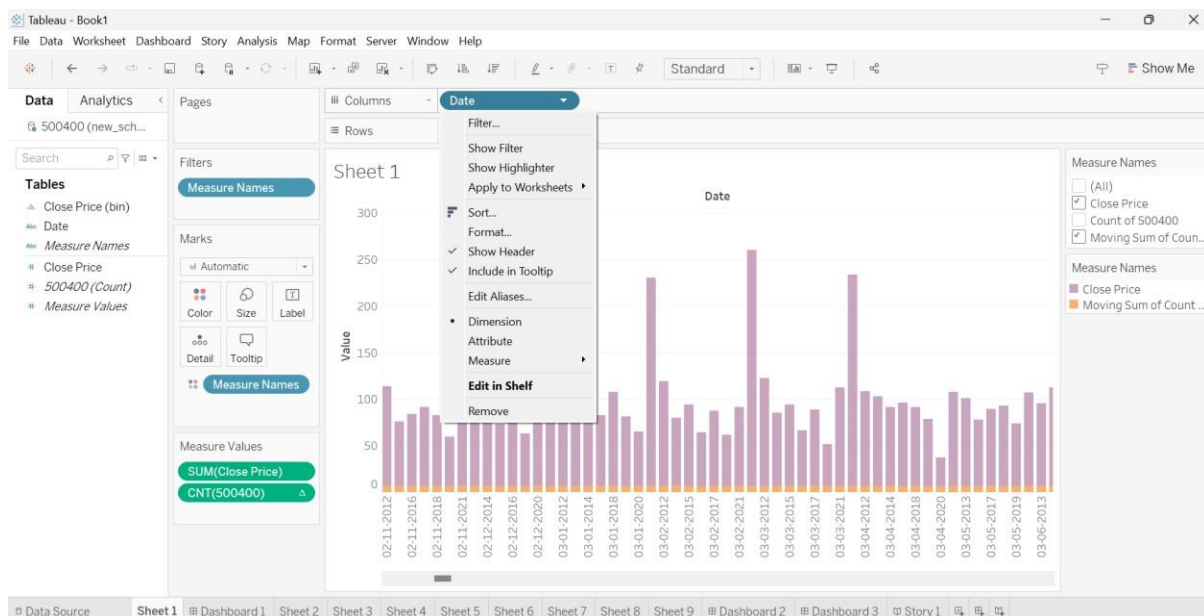 Tableau - Book1
File Data Worksheet Dashboard Story Analysis Map Format Server Window Help
Standard
Show Me
Data Analytics
500400 (new_sch...
Search
Tables
Close Price (bin)
Abc Date
Abc Measure Names
# Close Price
# 500400 (Count)
# Measure Values
Pages
Filters
Measure Names
Marks
Automatic
Color Size Label
Detail Tooltip
Measure Names
Measure Values
SUM(Close Price)
CNT(500400)
Columns
Date
Rows
Filter...
Show Filter
Show Highlighter
Apply to Worksheets
Sort...
Format...
Show Header
Include in Tooltip
Edit Aliases...
Dimension
Attribute
Measure
Edit in Shelf
Remove
Sheet 1
Date
Value
300
250
200
150
100
50
0
02-11-2012
02-11-2016
02-11-2018
02-11-2021
02-12-2014
02-12-2016
02-12-2020
03-01-2012
03-01-2014
03-01-2018
03-01-2020
03-02-2012
03-02-2015
03-02-2017
03-02-2021
03-03-2012
03-03-2015
03-03-2017
03-03-2021
03-04-2012
03-04-2014
03-04-2018
03-04-2020
03-05-2013
03-05-2017
03-05-2019
03-06-2013
Measure Names
(All)
Close Price
Count of 500400
Moving Sum of Coun..
Measure Names
Close Price
Moving Sum of Count ..
Data Source Sheet 1 Dashboard 1 Sheet 2 Sheet 3 Sheet 4 Sheet 5 Sheet 6 Sheet 7 Sheet 8 Sheet 9 Dashboard 2 Dashboard 3 Story 1